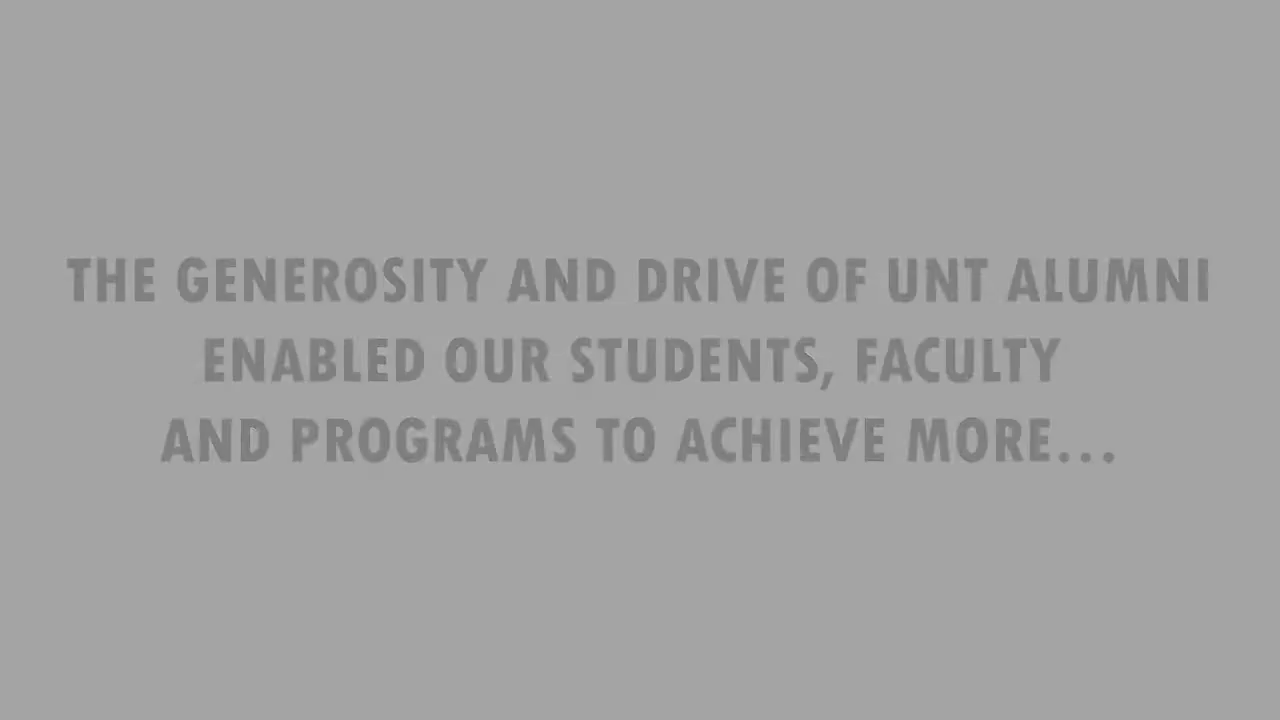 THE GENEROSITY AND DRIVE OF UNT ALUMNI
ENABLED OUR STUDENTS, FACULTY
AND PROGRAMS TO ACHIEVE MORE...